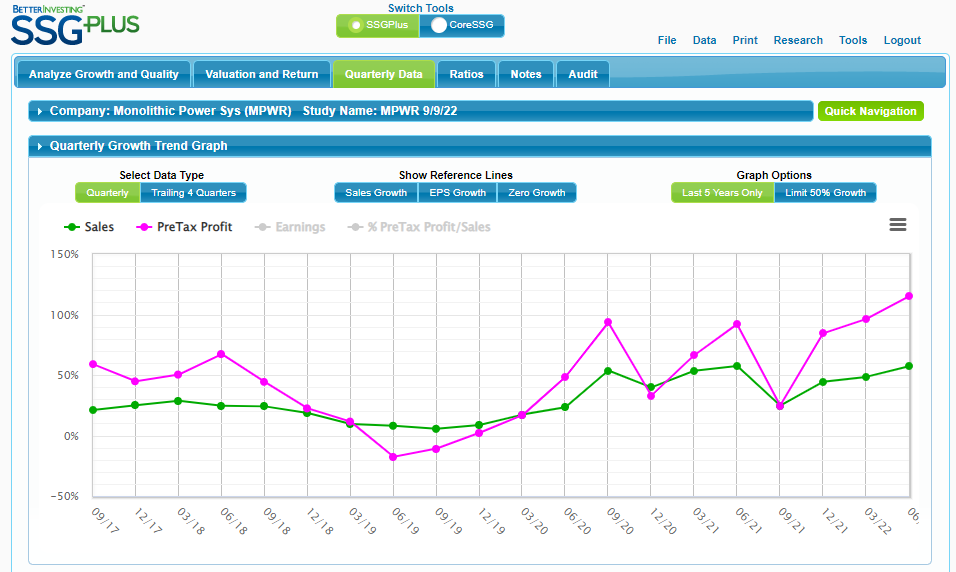 BETTERINVESTING™
SSGPLUS
Switch Tools
SSGPlus CoreSSG
File Data Print Research Tools Logout
Analyze Growth and Quality Valuation and Return Quarterly Data Ratios Notes Audit
Company: Monolithic Power Sys (MPWR) Study Name: MPWR 9/9/22
Quick Navigation
Quarterly Growth Trend Graph
Select Data Type Show Reference Lines Graph Options
Quarterly Trailing 4 Quarters Sales Growth EPS Growth Zero Growth Last 5 Years Only Limit 50% Growth
Sales PreTax Profit Earnings % PreTax Profit/Sales
150%
100%
50%
0%
−50%
09/17 12/17 03/18 06/18 09/18 12/18 03/19 06/19 09/19 12/19 03/20 06/20 09/20 12/20 03/21 06/21 09/21 12/21 03/22 06…